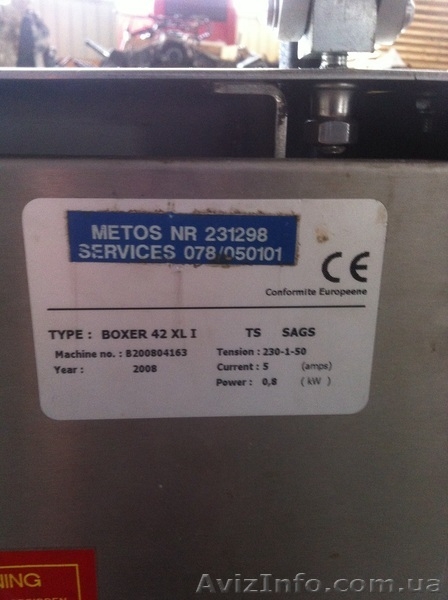 METOS NR 231298
SERVICES 078/050101
CE
Conformite Europeene
TYPE : BOXER 42 XL I TS SAGS
Machine no. : B200804163 Tension : 230-1-50
Year : 2008 Current : 5 (amps)
Power : 0,8 ( kW )
NING
AvizInfo.com.ua